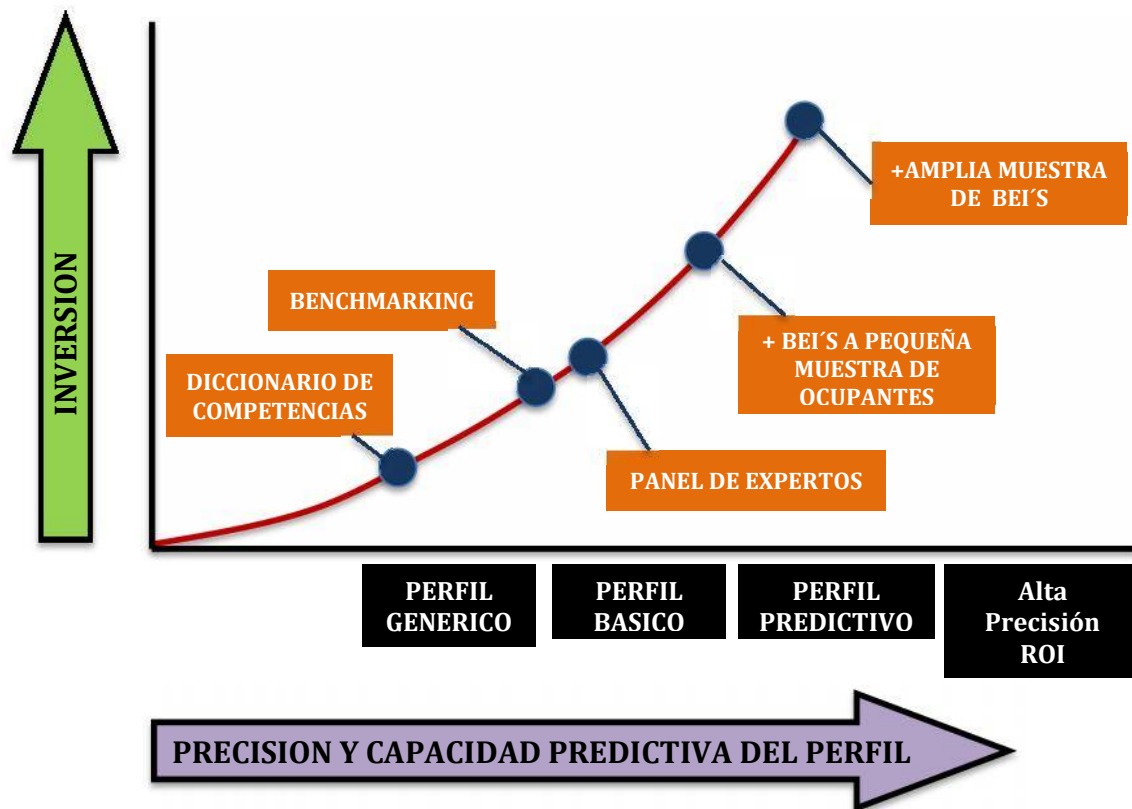 INVERSION
+AMPLIA MUESTRA
DE BEI´S
BENCHMARKING
+ BEI´S A PEQUEÑA
MUESTRA DE
OCUPANTES
DICCIONARIO DE
COMPETENCIAS
PANEL DE EXPERTOS
PERFIL
GENERICO
PERFIL
BASICO
PERFIL
PREDICTIVO
Alta
Precisión
ROI
PRECISION Y CAPACIDAD PREDICTIVA DEL PERFIL